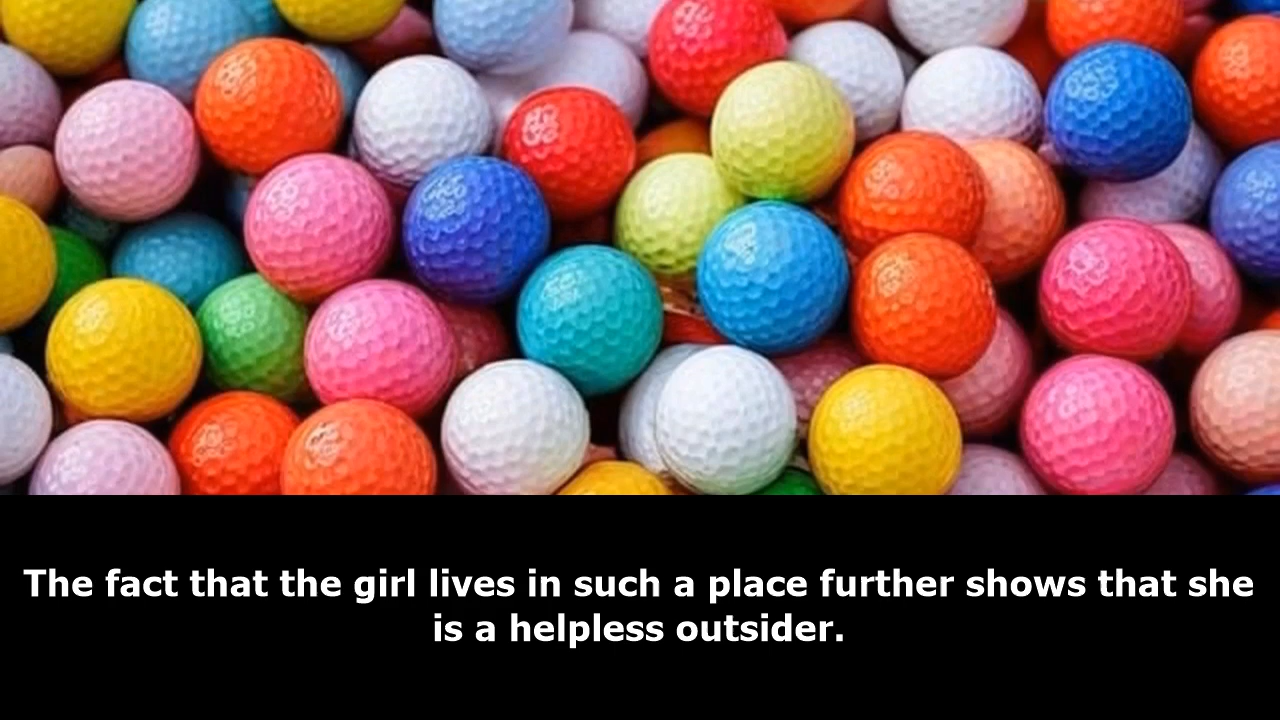 The fact that the girl lives in such a place further shows that she
is a helpless outsider.